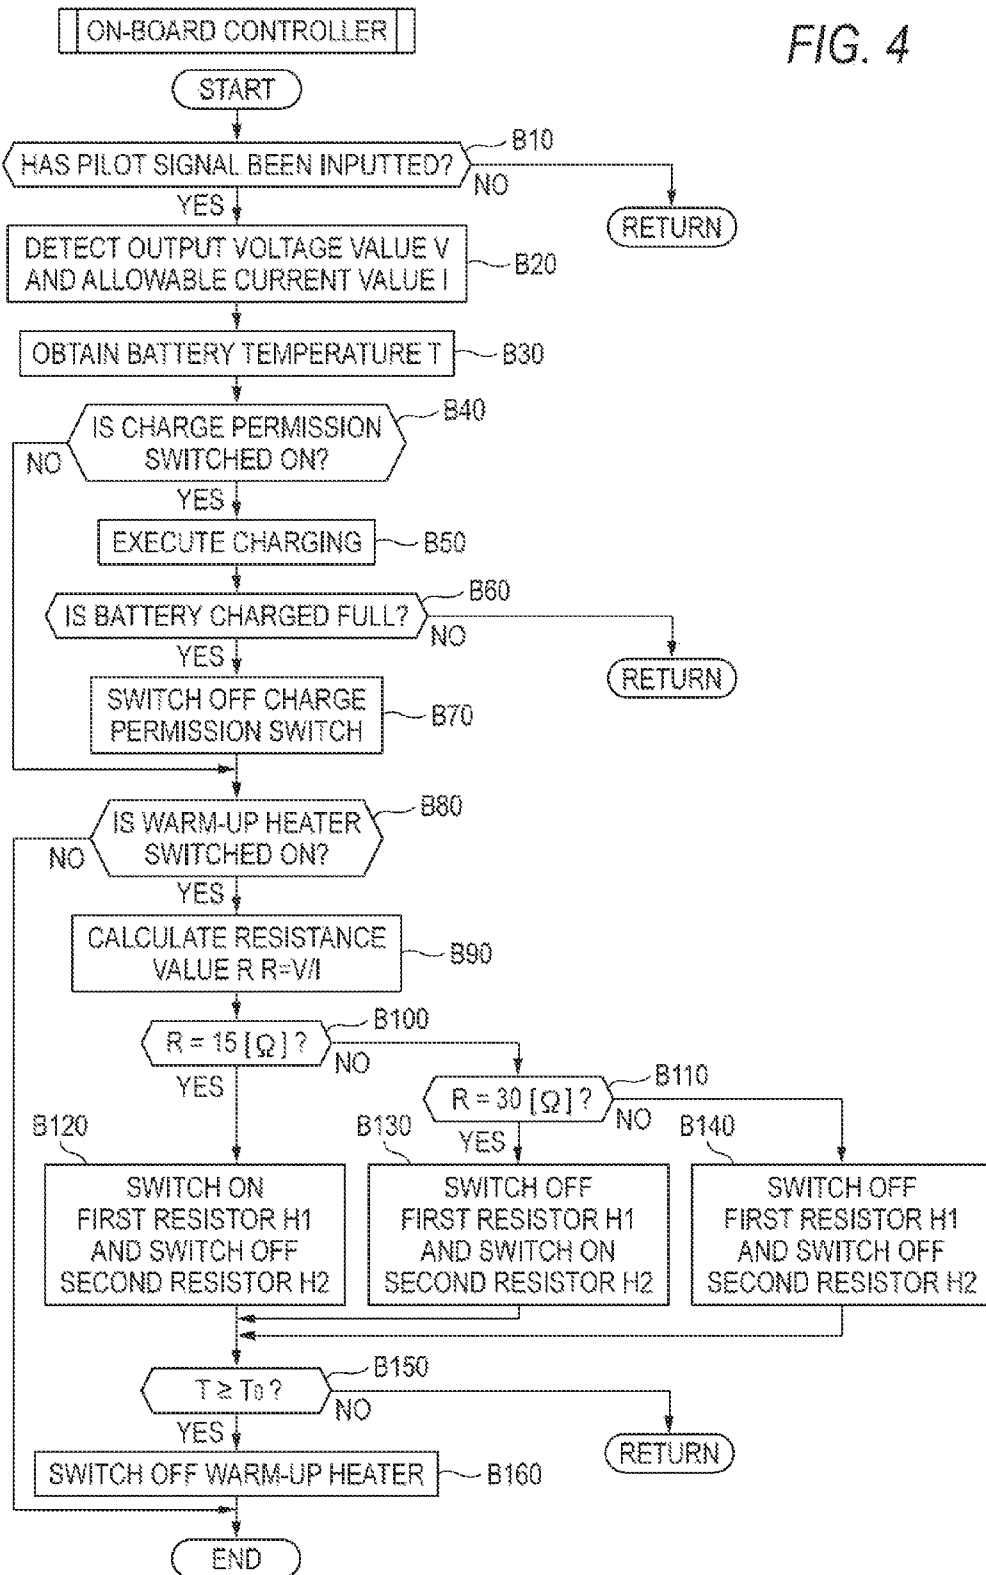 ON-BOARD CONTROLLER
FIG. 4
START
HAS PILOT SIGNAL BEEN INPUTTED?
B10
NO
YES
RETURN
DETECT OUTPUT VOLTAGE VALUE V
AND ALLOWABLE CURRENT VALUE I
B20
OBTAIN BATTERY TEMPERATURE T
B30
IS CHARGE PERMISSION
SWITCHED ON?
B40
NO
YES
EXECUTE CHARGING
B50
IS BATTERY CHARGED FULL?
B60
NO
YES
RETURN
SWITCH OFF CHARGE
PERMISSION SWITCH
B70
IS WARM-UP HEATER
SWITCHED ON?
B80
NO
YES
CALCULATE RESISTANCE
VALUE R R=V/I
B90
R = 15 [Ω] ?
B100
NO
YES
R = 30 [Ω] ?
B110
NO
YES
B120
SWITCH ON
FIRST RESISTOR H1
AND SWITCH OFF
SECOND RESISTOR H2
B130
SWITCH OFF
FIRST RESISTOR H1
AND SWITCH ON
SECOND RESISTOR H2
B140
SWITCH OFF
FIRST RESISTOR H1
AND SWITCH OFF
SECOND RESISTOR H2
T ≥ T0 ?
B150
NO
YES
RETURN
SWITCH OFF WARM-UP HEATER
B160
END